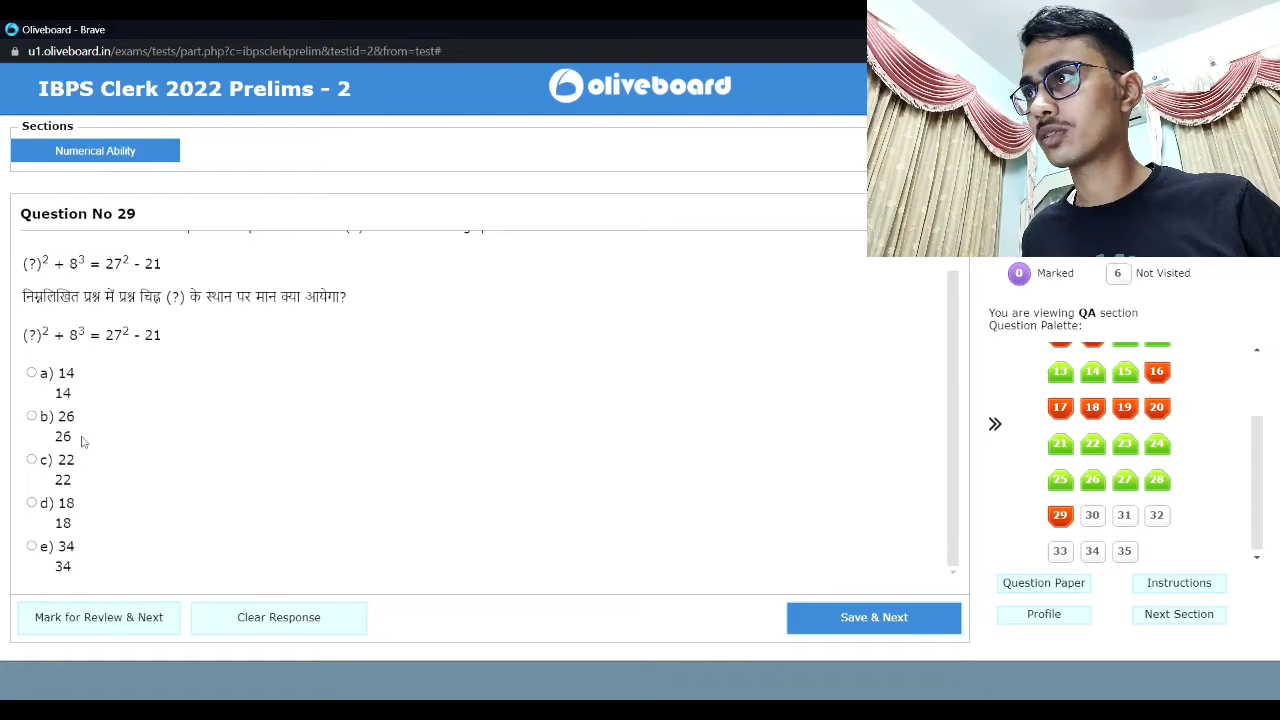 Oliveboard - Brave
u1.oliveboard.in/exams/tests/part.php?c=ibpsclerkprelim&testid=2&from=test#
IBPS Clerk 2022 Prelims - 2
oliveboard
Sections
Numerical Ability
Question No 29
(?)² + 8³ = 27² - 21
निम्नलिखित प्रश्न में प्रश्न चिह्न (?) के स्थान पर मान क्या आयेगा?
(?)² + 8³ = 27² - 21
a) 14
14
b) 26
26
c) 22
22
d) 18
18
e) 34
34
Mark for Review & Next
Clear Response
Save & Next
0 Marked 6 Not Visited
You are viewing QA section
Question Palette:
13 14 15 16
17 18 19 20
21 22 23 24
25 26 27 28
29 30 31 32
33 34 35
Question Paper
Instructions
Profile
Next Section